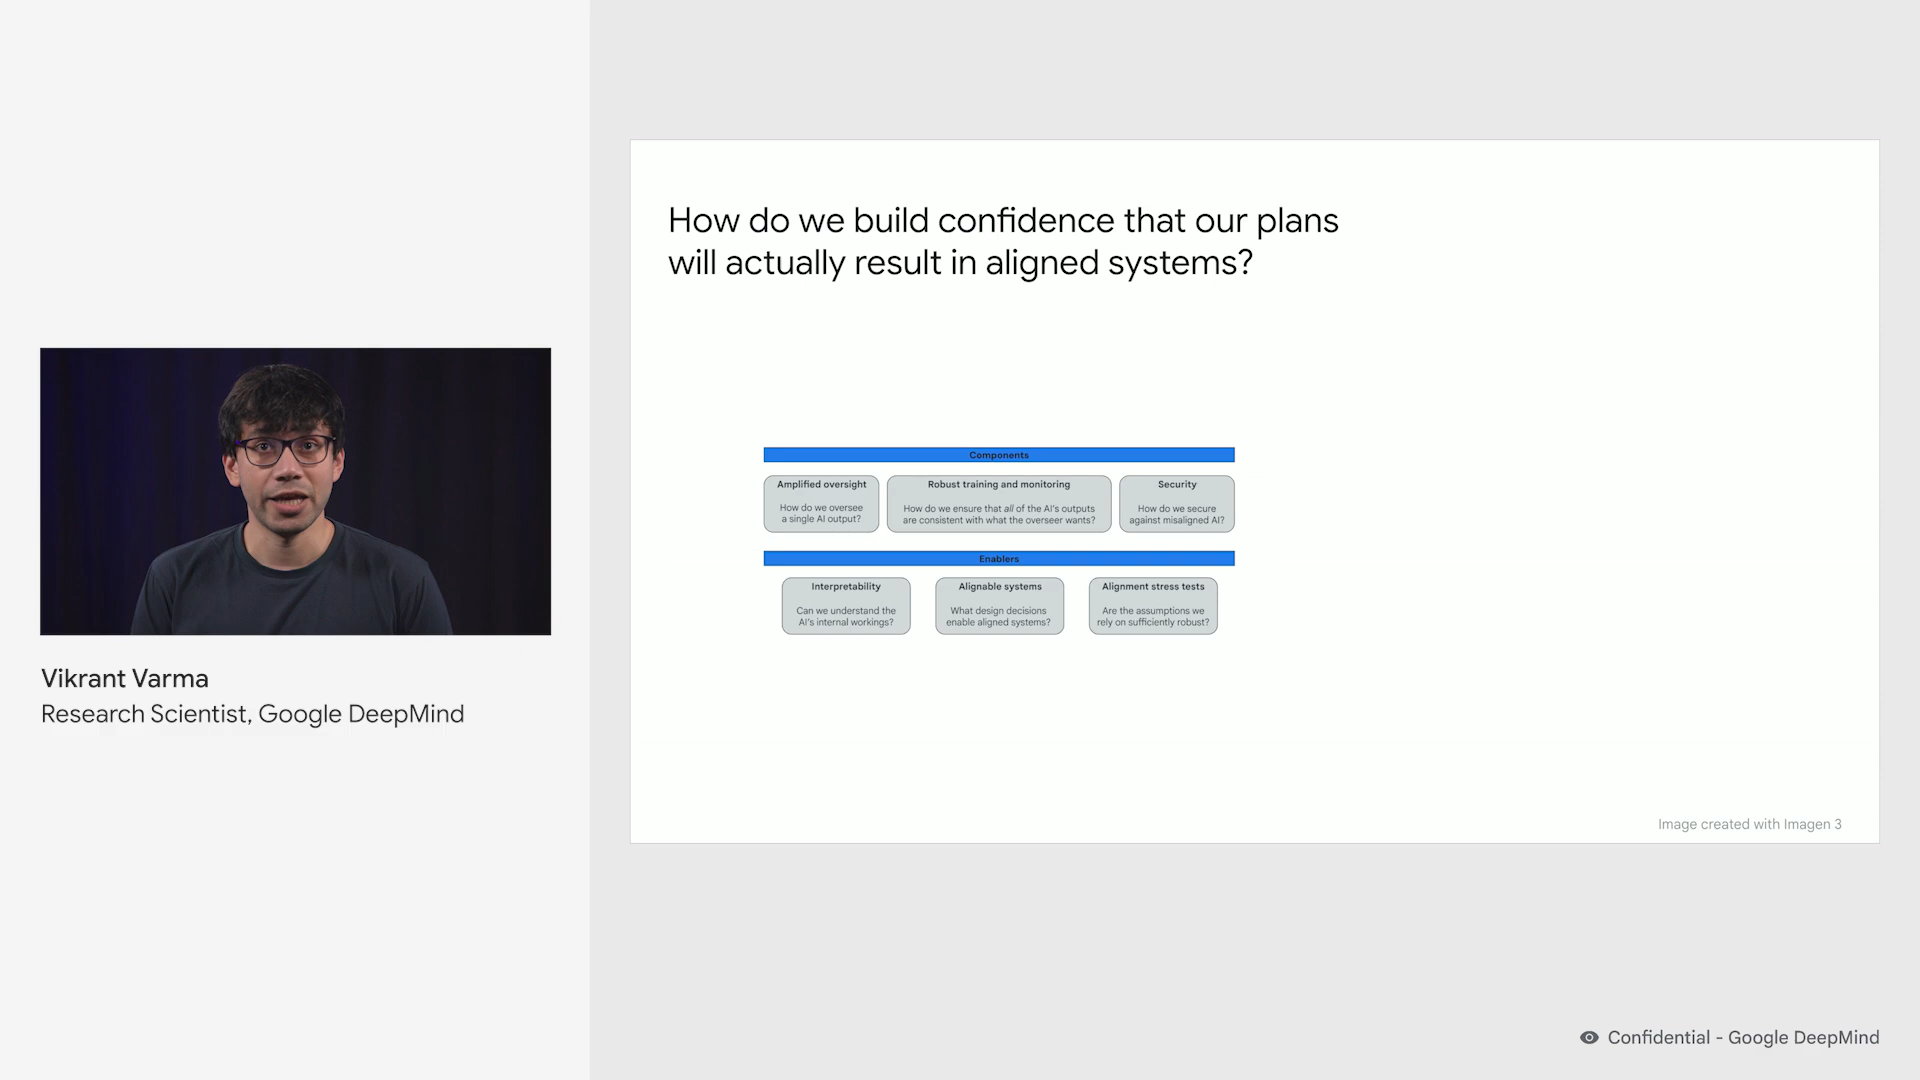 How do we build confidence that our plans
will actually result in aligned systems?
Components
Amplified oversight
How do we oversee
a single AI output?
Robust training and monitoring
How do we ensure that all of the AI's outputs
are consistent with what the overseer wants?
Security
How do we secure
against misaligned AI?
Enablers
Interpretability
Can we understand the
AI's internal workings?
Alignable systems
What design decisions
enable aligned systems?
Alignment stress tests
Are the assumptions we
rely on sufficiently robust?
Image created with Imagen 3
Vikrant Varma
Research Scientist, Google DeepMind
Confidential - Google DeepMind